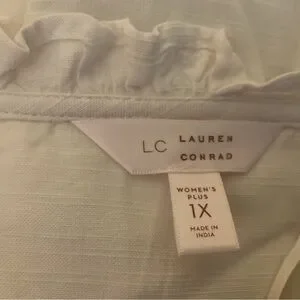 LC LAUREN
CONRAD
WOMEN'S
PLUS
1X
MADE IN
INDIA